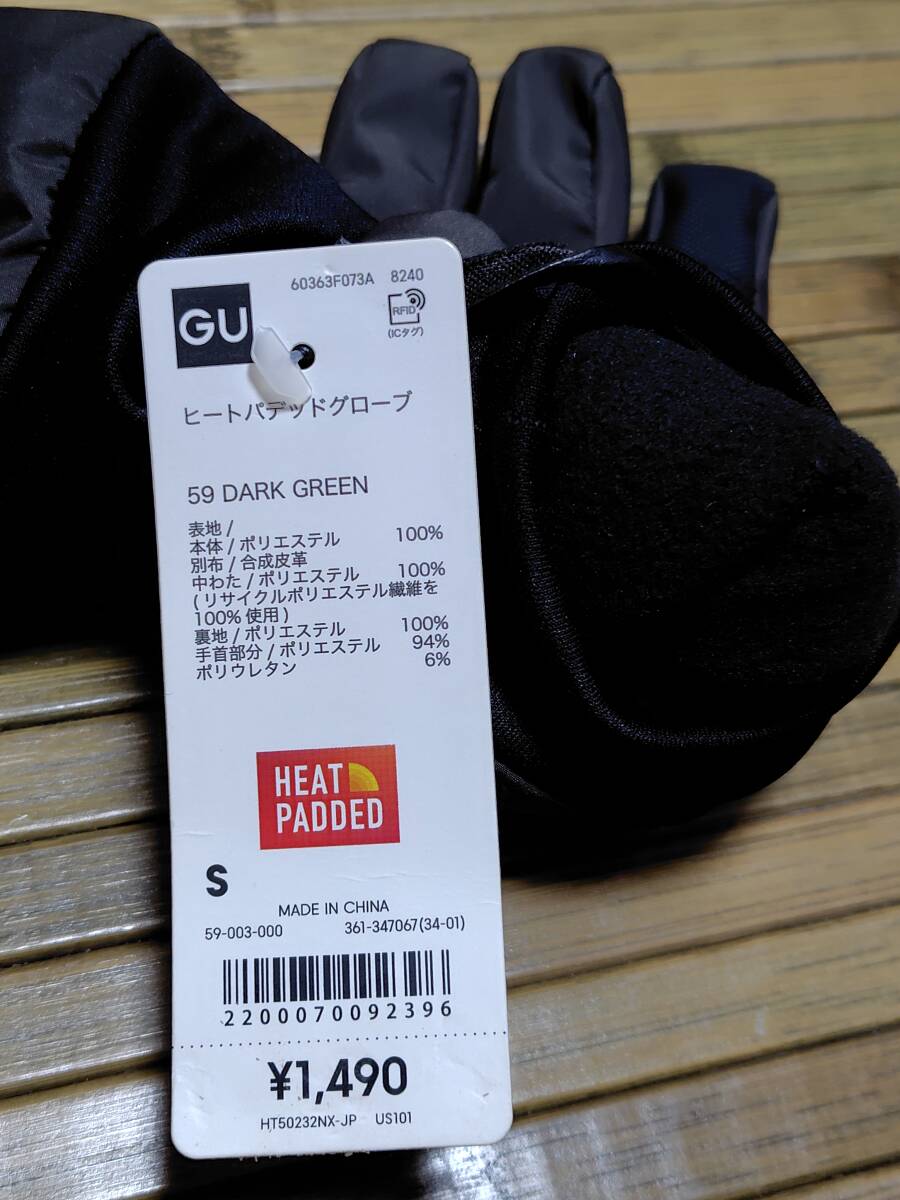 60363F073A 8240
GU
RFID
(ICタグ)
ヒートパデッドグローブ
59 DARK GREEN
表地 /
本体 / ポリエステル 100%
別布 / 合成皮革
中わた / ポリエステル 100%
( リサイクルポリエステル繊維を
100% 使用 )
裏地 / ポリエステル 100%
手首部分 / ポリエステル 94%
ポリウレタン 6%
HEAT
PADDED
S
MADE IN CHINA
59-003-000 361-347067(34-01)
2200070092396
¥1,490
HT50232NX-JP US101